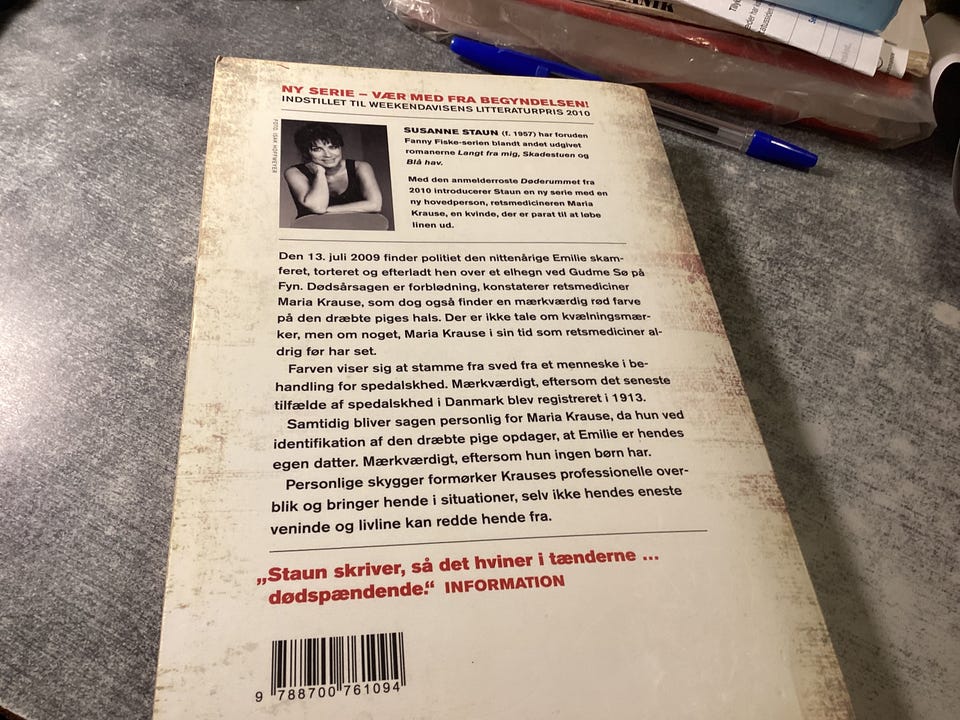 NY SERIE – VÆR MED FRA BEGYNDELSEN!
INDSTILLET TIL WEEKENDAVISENS LITTERATURPRIS 2010
FOTO: ISAK HOFFMEYER
SUSANNE STAUN (f. 1957) har foruden
Fanny Fiske-serien blandt andet udgivet
romanerne Langt fra mig, Skadestuen og
Blå hav.
Med den anmelderroste Døderummet fra
2010 introducerer Staun en ny serie med en
ny hovedperson, retsmedicineren Maria
Krause, en kvinde, der er parat til at løbe
linen ud.
Den 13. juli 2009 finder politiet den nittenårige Emilie skam-
feret, torteret og efterladt hen over et elhegn ved Gudme Sø på
Fyn. Dødsårsagen er forblødning, konstaterer retsmediciner
Maria Krause, som dog også finder en mærkværdig rød farve
på den dræbte piges hals. Der er ikke tale om kvælningsmær-
ker, men om noget, Maria Krause i sin tid som retsmediciner al-
drig før har set.
Farven viser sig at stamme fra sved fra et menneske i be-
handling for spedalskhed. Mærkværdigt, eftersom det seneste
tilfælde af spedalskhed i Danmark blev registreret i 1913.
Samtidig bliver sagen personlig for Maria Krause, da hun ved
identifikation af den dræbte pige opdager, at Emilie er hendes
egen datter. Mærkværdigt, eftersom hun ingen børn har.
Personlige skygger formørker Krauses professionelle over-
blik og bringer hende i situationer, selv ikke hendes eneste
veninde og livline kan redde hende fra.
„Staun skriver, så det hviner i tænderne ...
dødspændende.“ INFORMATION
9 788700 761094